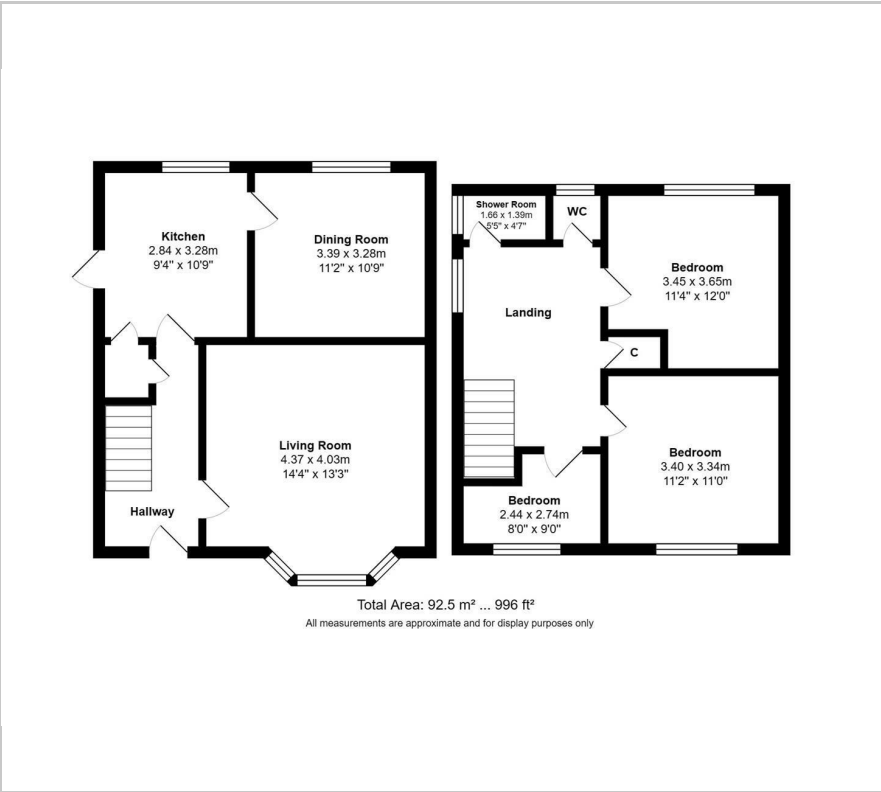 Kitchen
2.84 x 3.28m
9'4" x 10'9"
Dining Room
3.39 x 3.28m
11'2" x 10'9"
Living Room
4.37 x 4.03m
14'4" x 13'3"
Hallway
Shower Room
1.66 x 1.39m
5'5" x 4'7"
WC
Bedroom
3.45 x 3.65m
11'4" x 12'0"
Landing
C
Bedroom
3.40 x 3.34m
11'2" x 11'0"
Bedroom
2.44 x 2.74m
8'0" x 9'0"
Total Area: 92.5 m² ... 996 ft²
All measurements are approximate and for display purposes only